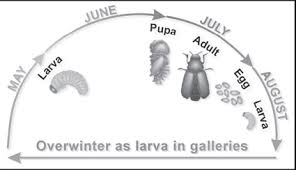 MAY
JUNE
JULY
AUGUST
Larva
Pupa
Adult
Egg
Larva
Overwinter as larva in galleries